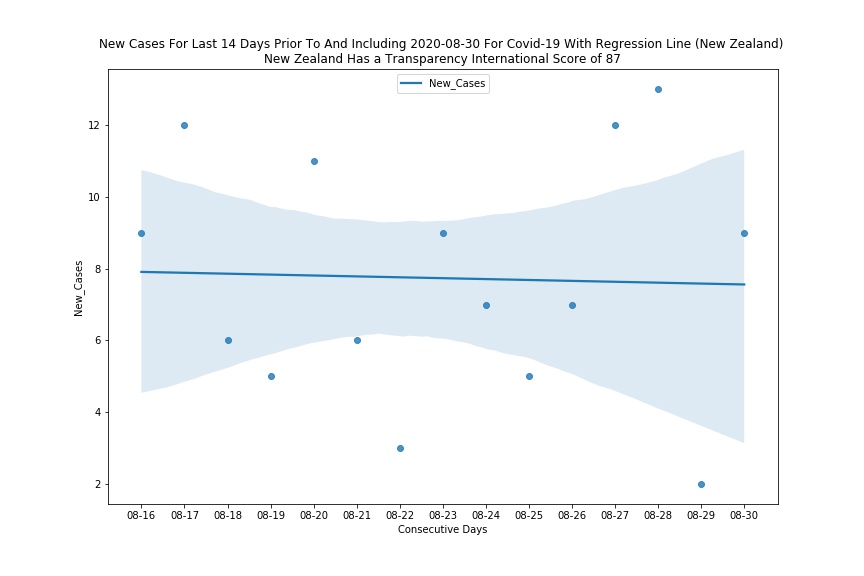 New Cases For Last 14 Days Prior To And Including 2020-08-30 For Covid-19 With Regression Line (New Zealand)
New Zealand Has a Transparency International Score of 87
New_Cases
12
10
8
6
4
2
New_Cases
08-16 08-17 08-18 08-19 08-20 08-21 08-22 08-23 08-24 08-25 08-26 08-27 08-28 08-29 08-30
Consecutive Days